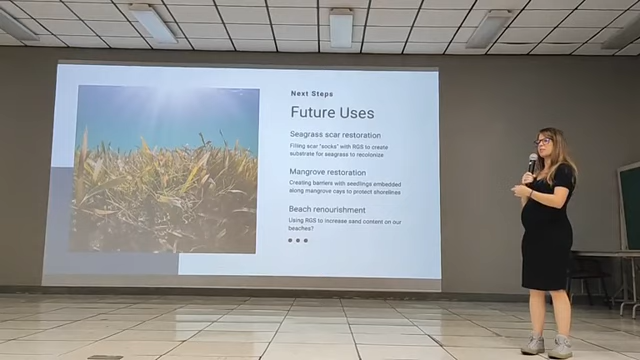 Next Steps
Future Uses
Seagrass scar restoration
Filling scar "socks" with RGS to create
substrate for seagrass to recolonize
Mangrove restoration
Creating barriers with seedlings embedded
along mangrove cays to protect shorelines
Beach renourishment
Using RGS to increase sand content on our
beaches?